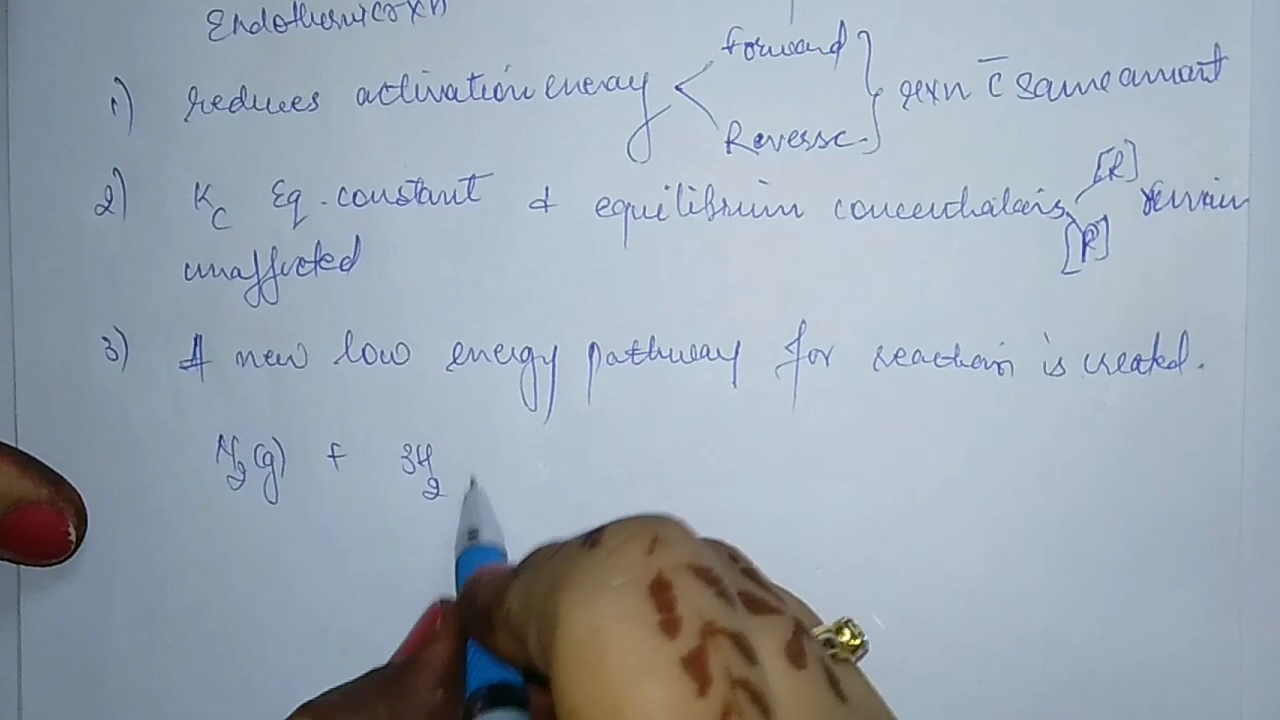 Endothermic rxn
1) reduces activation energy < Forward Reverse } rexn c̄ same amount
2) Kc Eq. constant & equilibrium concentrations [R] [P] remain
unaffected
3) A new low energy pathway for reaction is created.
N2(g) + 3H2